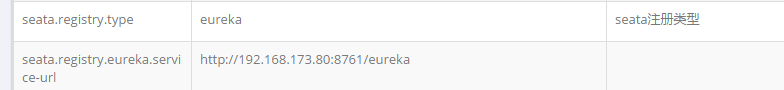 seata.registry.type eureka seata注册类型
seata.registry.eureka.servi http://192.168.173.80:8761/eureka
ce-url